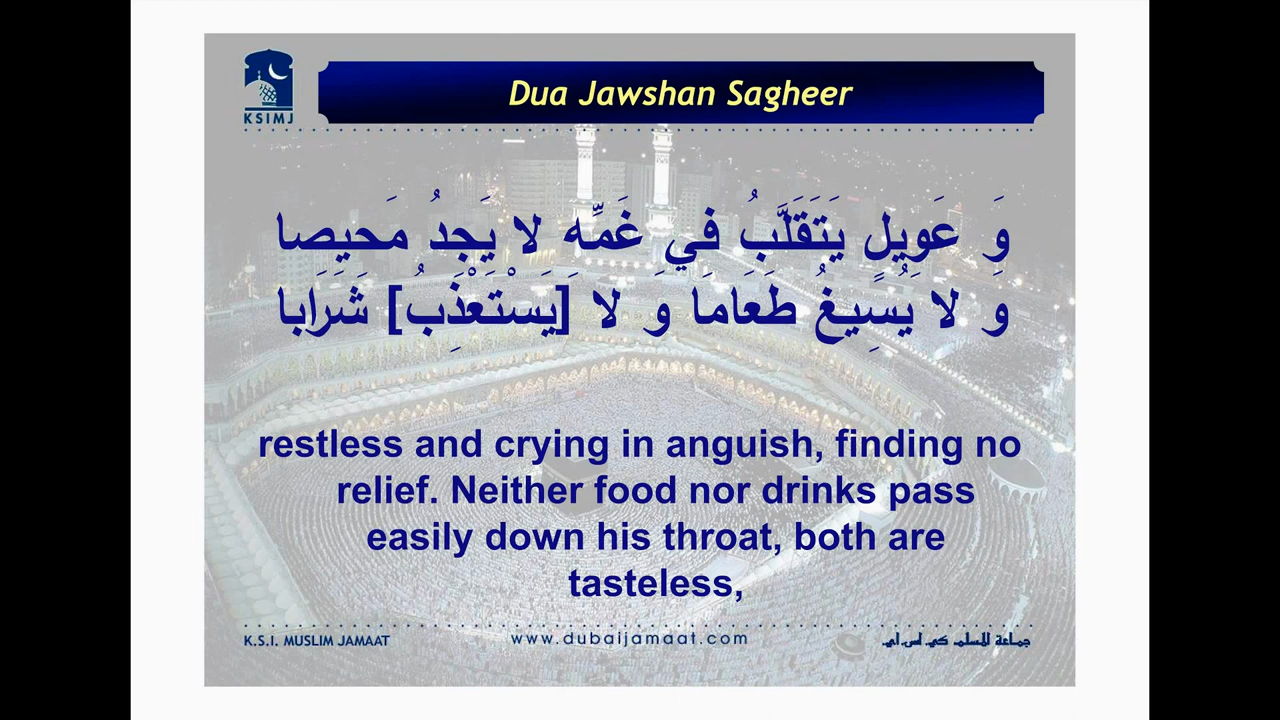 KSIMJ
Dua Jawshan Sagheer
وَ عَوِيلٍ يَتَقَلَّبُ فِي غَمِّهِ لا يَجِدُ مَحِيصا
وَ لا يُسِيغُ طَعَاما وَ لا [يَسْتَعْذِبُ] شَرَابا
restless and crying in anguish, finding no
relief. Neither food nor drinks pass
easily down his throat, both are
tasteless,
K.S.I. MUSLIM JAMAAT
www.dubaijamaat.com